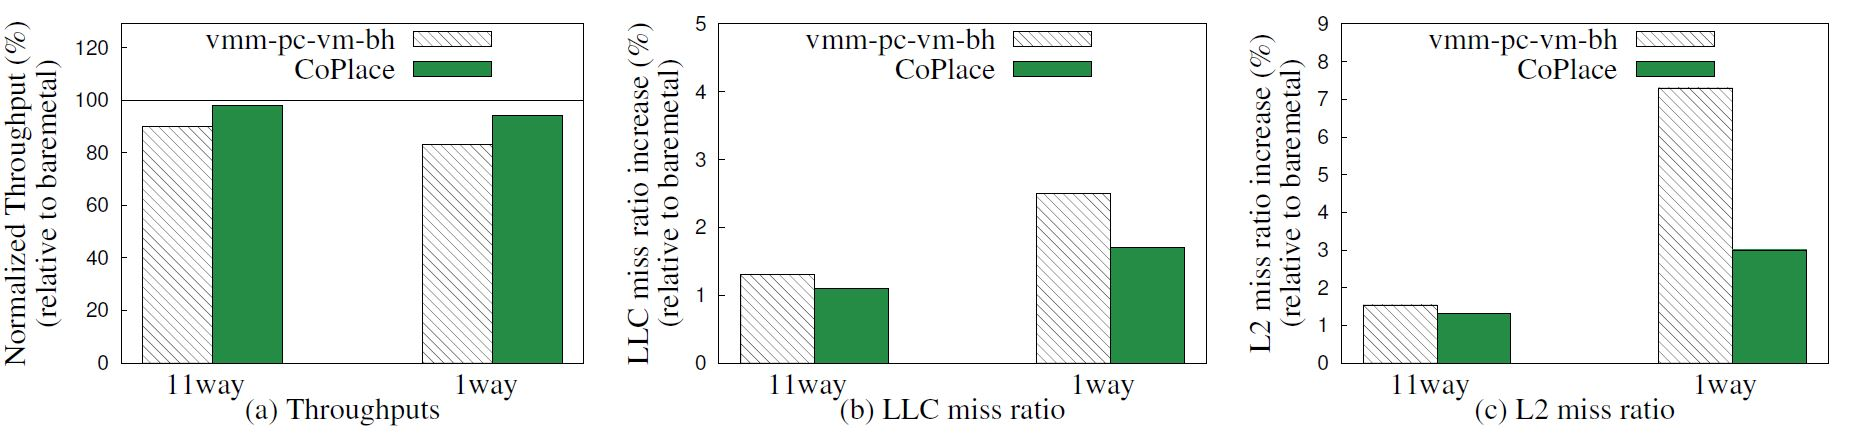 Normalized Throughput (%)
(relative to baremetal)
120
100
80
60
40
20
0
vmm-pc-vm-bh
CoPlace
11way
1way
(a) Throughputs
LLC miss ratio increase (%)
(relative to baremetal)
5
4
3
2
1
0
vmm-pc-vm-bh
CoPlace
11way
1way
(b) LLC miss ratio
L2 miss ratio increase (%)
(relative to baremetal)
9
8
7
6
5
4
3
2
1
0
vmm-pc-vm-bh
CoPlace
11way
1way
(c) L2 miss ratio